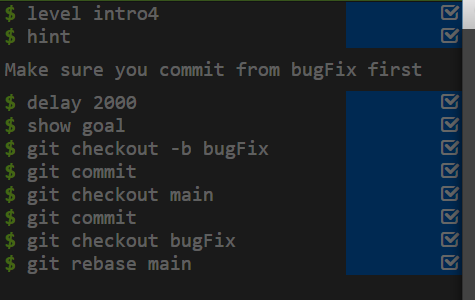 $ level intro4
$ hint
Make sure you commit from bugFix first
$ delay 2000
$ show goal
$ git checkout -b bugFix
$ git commit
$ git checkout main
$ git commit
$ git checkout bugFix
$ git rebase main